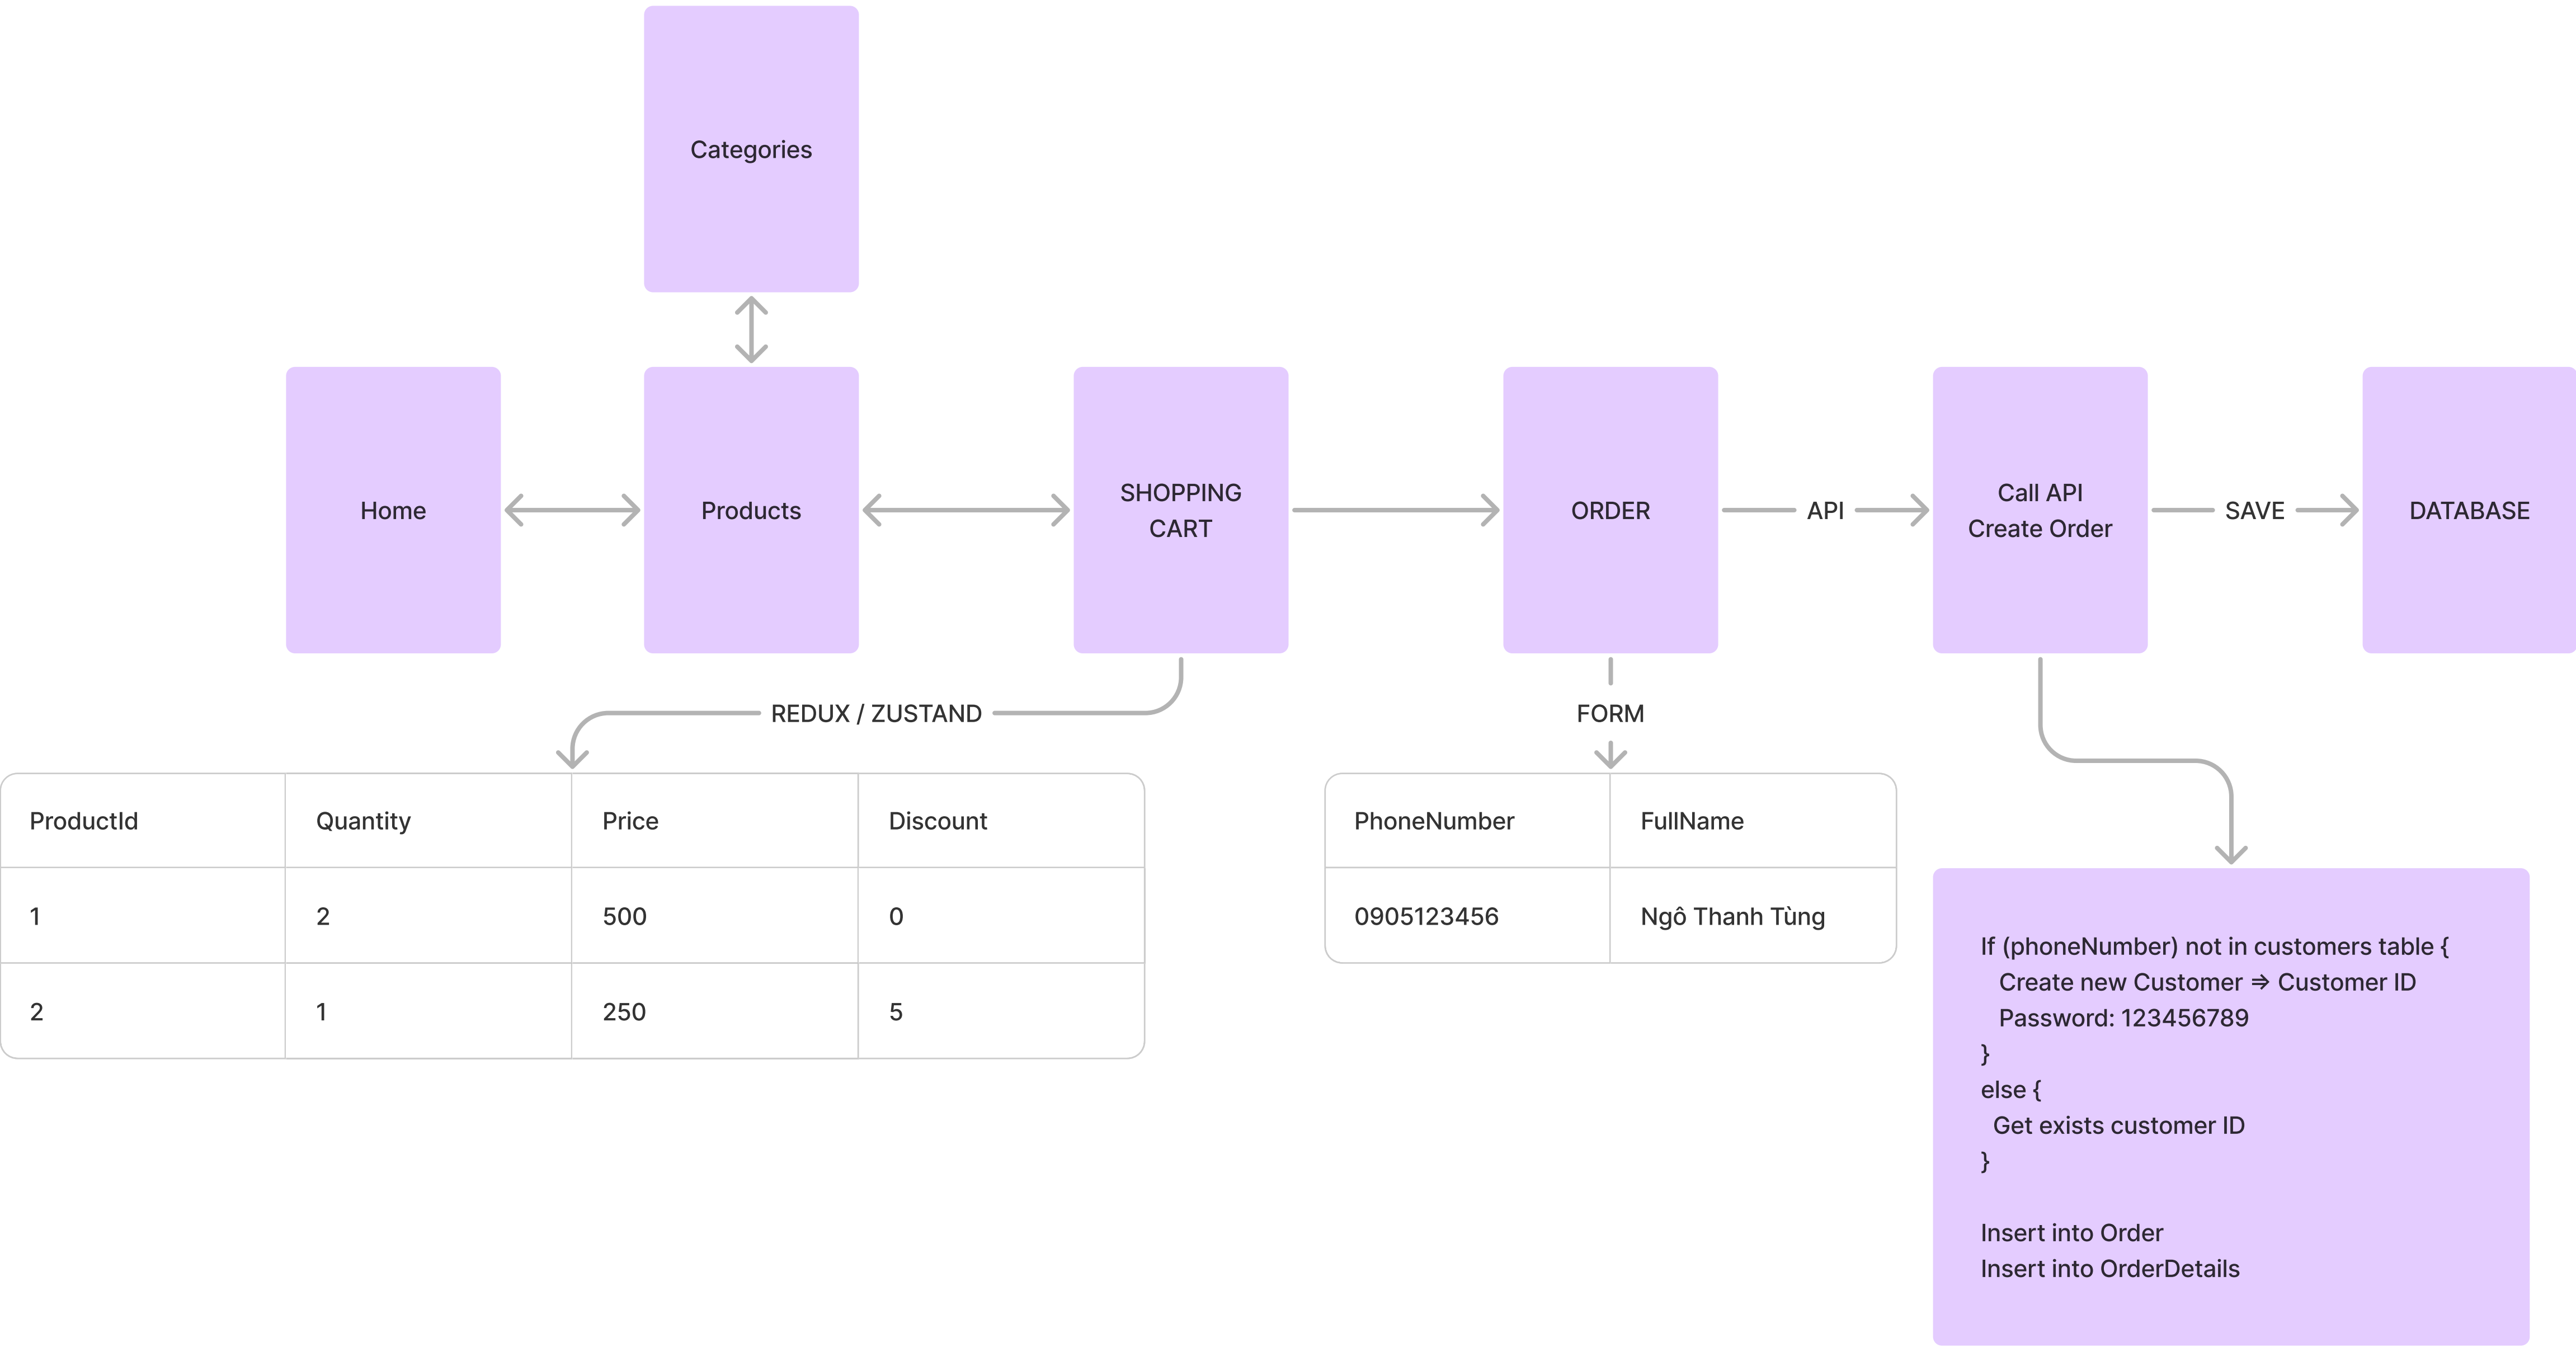 Categories
Home
Products
SHOPPING
CART
ORDER
API
Call API
Create Order
SAVE
DATABASE
REDUX / ZUSTAND
FORM
ProductId Quantity Price Discount
1 2 500 0
2 1 250 5
PhoneNumber FullName
0905123456 Ngô Thanh Tùng
If (phoneNumber) not in customers table {
Create new Customer => Customer ID
Password: 123456789
}
else {
Get exists customer ID
}
Insert into Order
Insert into OrderDetails